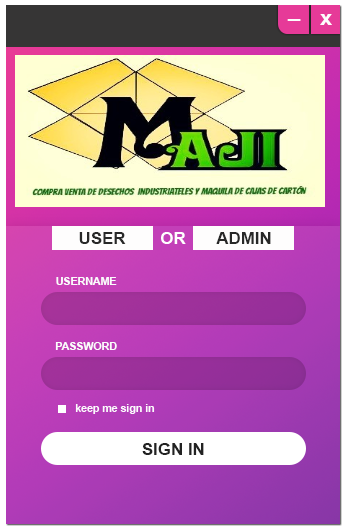 — X
MAJI
COMPRA VENTA DE DESECHOS INDUSTRIATELES Y MAQUILA DE CAJAS DE CARTÓN
USER OR ADMIN
USERNAME
PASSWORD
keep me sign in
SIGN IN